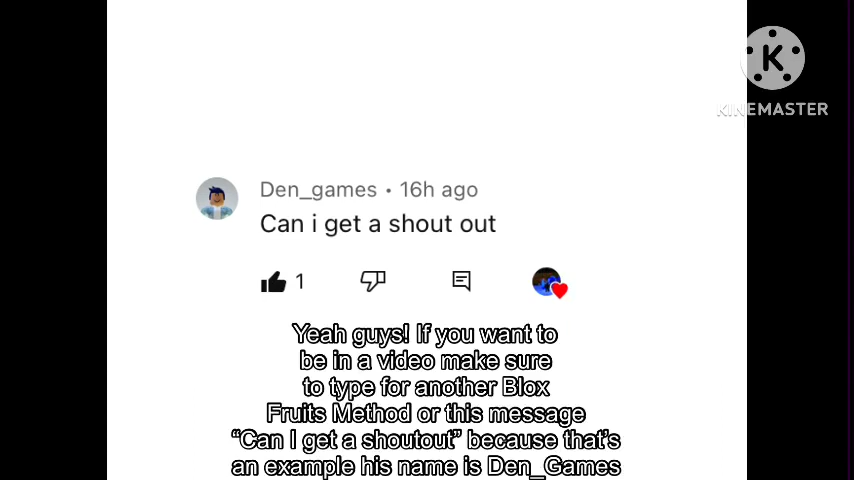 K
KINEMASTER
Den_games • 16h ago
Can i get a shout out
1
Yeah guys! If you want to
be in a video make sure
to type for another Blox
Fruits Method or this message
“Can I get a shoutout” because that's
an example his name is Den_Games